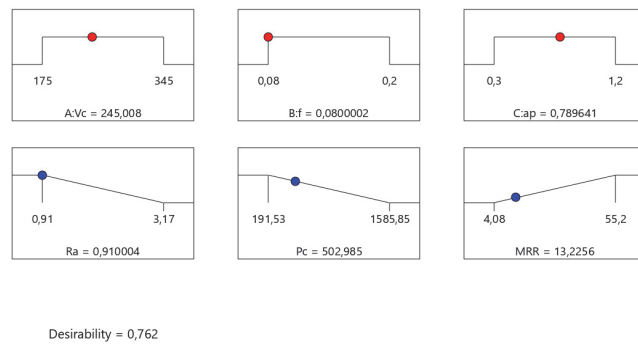 175 345
A:Vc = 245,008
0,08 0,2
B:f = 0,0800002
0,3 1,2
C:ap = 0,789641
0,91 3,17
Ra = 0,910004
191,53 1585,85
Pc = 502,985
4,08 55,2
MRR = 13,2256
Desirability = 0,762